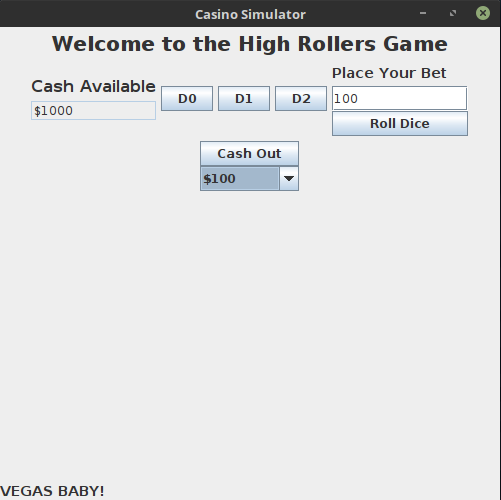 Casino Simulator
Welcome to the High Rollers Game
Cash Available
$1000
D0
D1
D2
Place Your Bet
100
Roll Dice
Cash Out
$100
VEGAS BABY!